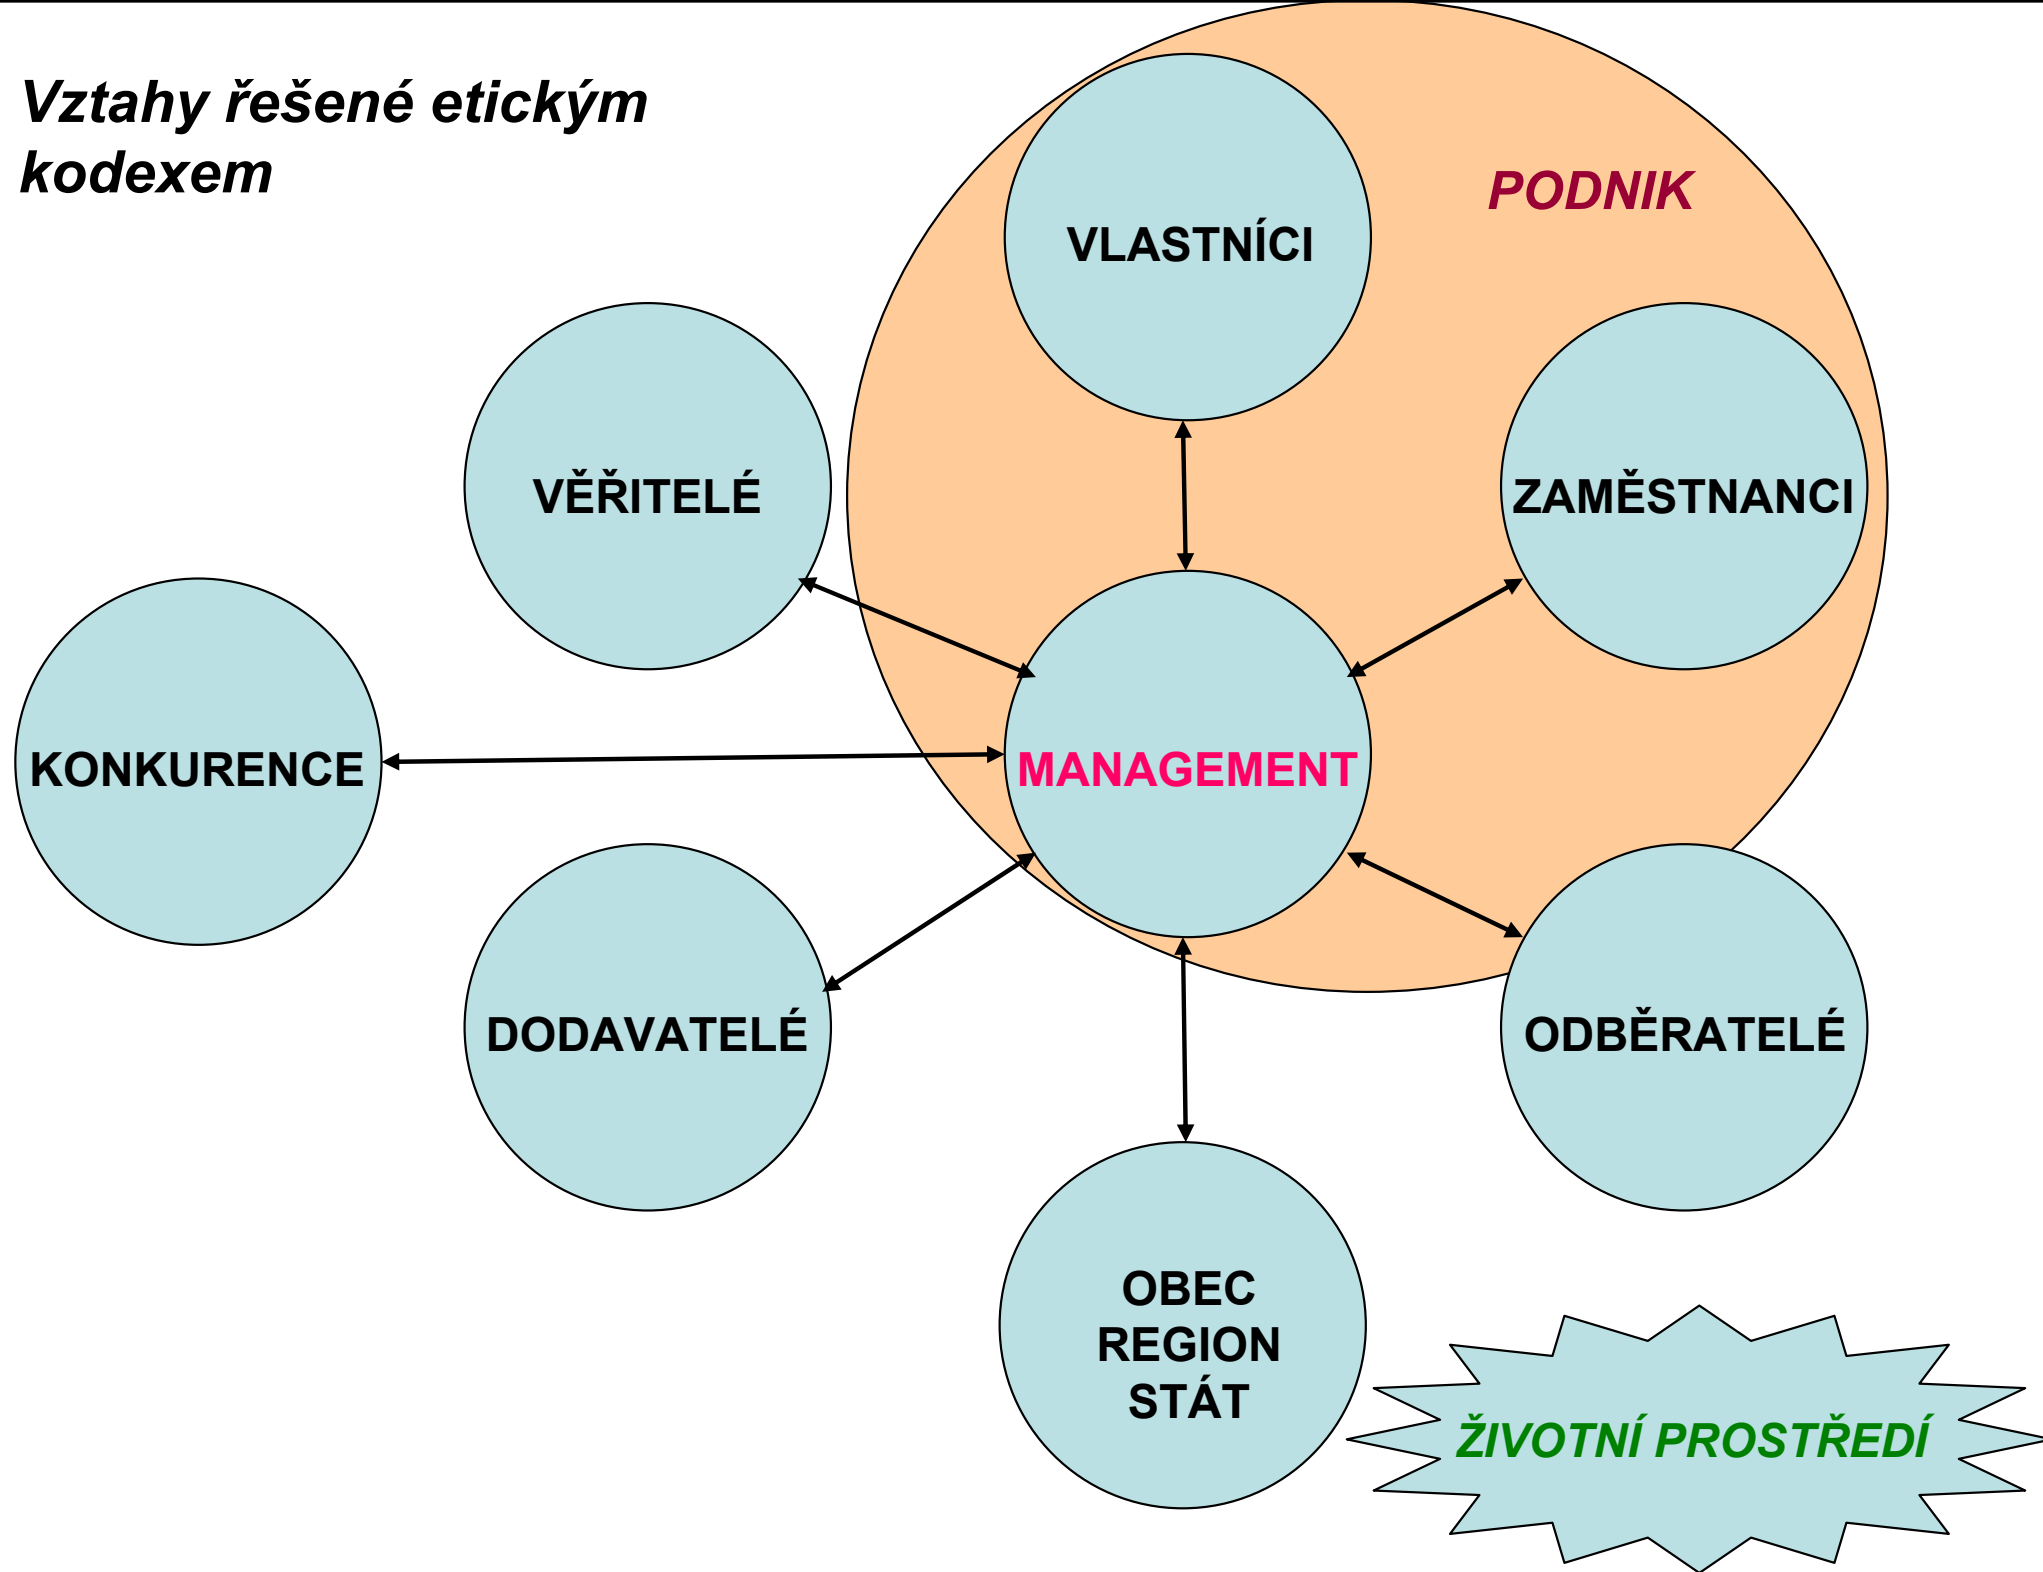 Vztahy řešené etickým
kodexem
PODNIK
VLASTNÍCI
VĚŘITELÉ
ZAMĚSTNANCI
KONKURENCE
MANAGEMENT
DODAVATELÉ
ODBĚRATELÉ
OBEC
REGION
STÁT
ŽIVOTNÍ PROSTŘEDÍ